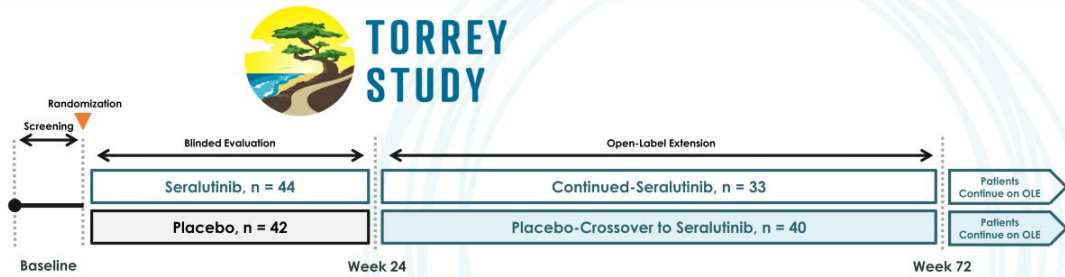 TORREY
STUDY
Randomization
Screening
Blinded Evaluation
Open-Label Extension
Seralutinib, n = 44
Continued-Seralutinib, n = 33
Patients
Continue on OLE
Placebo, n = 42
Placebo-Crossover to Seralutinib, n = 40
Patients
Continue on OLE
Baseline
Week 24
Week 72